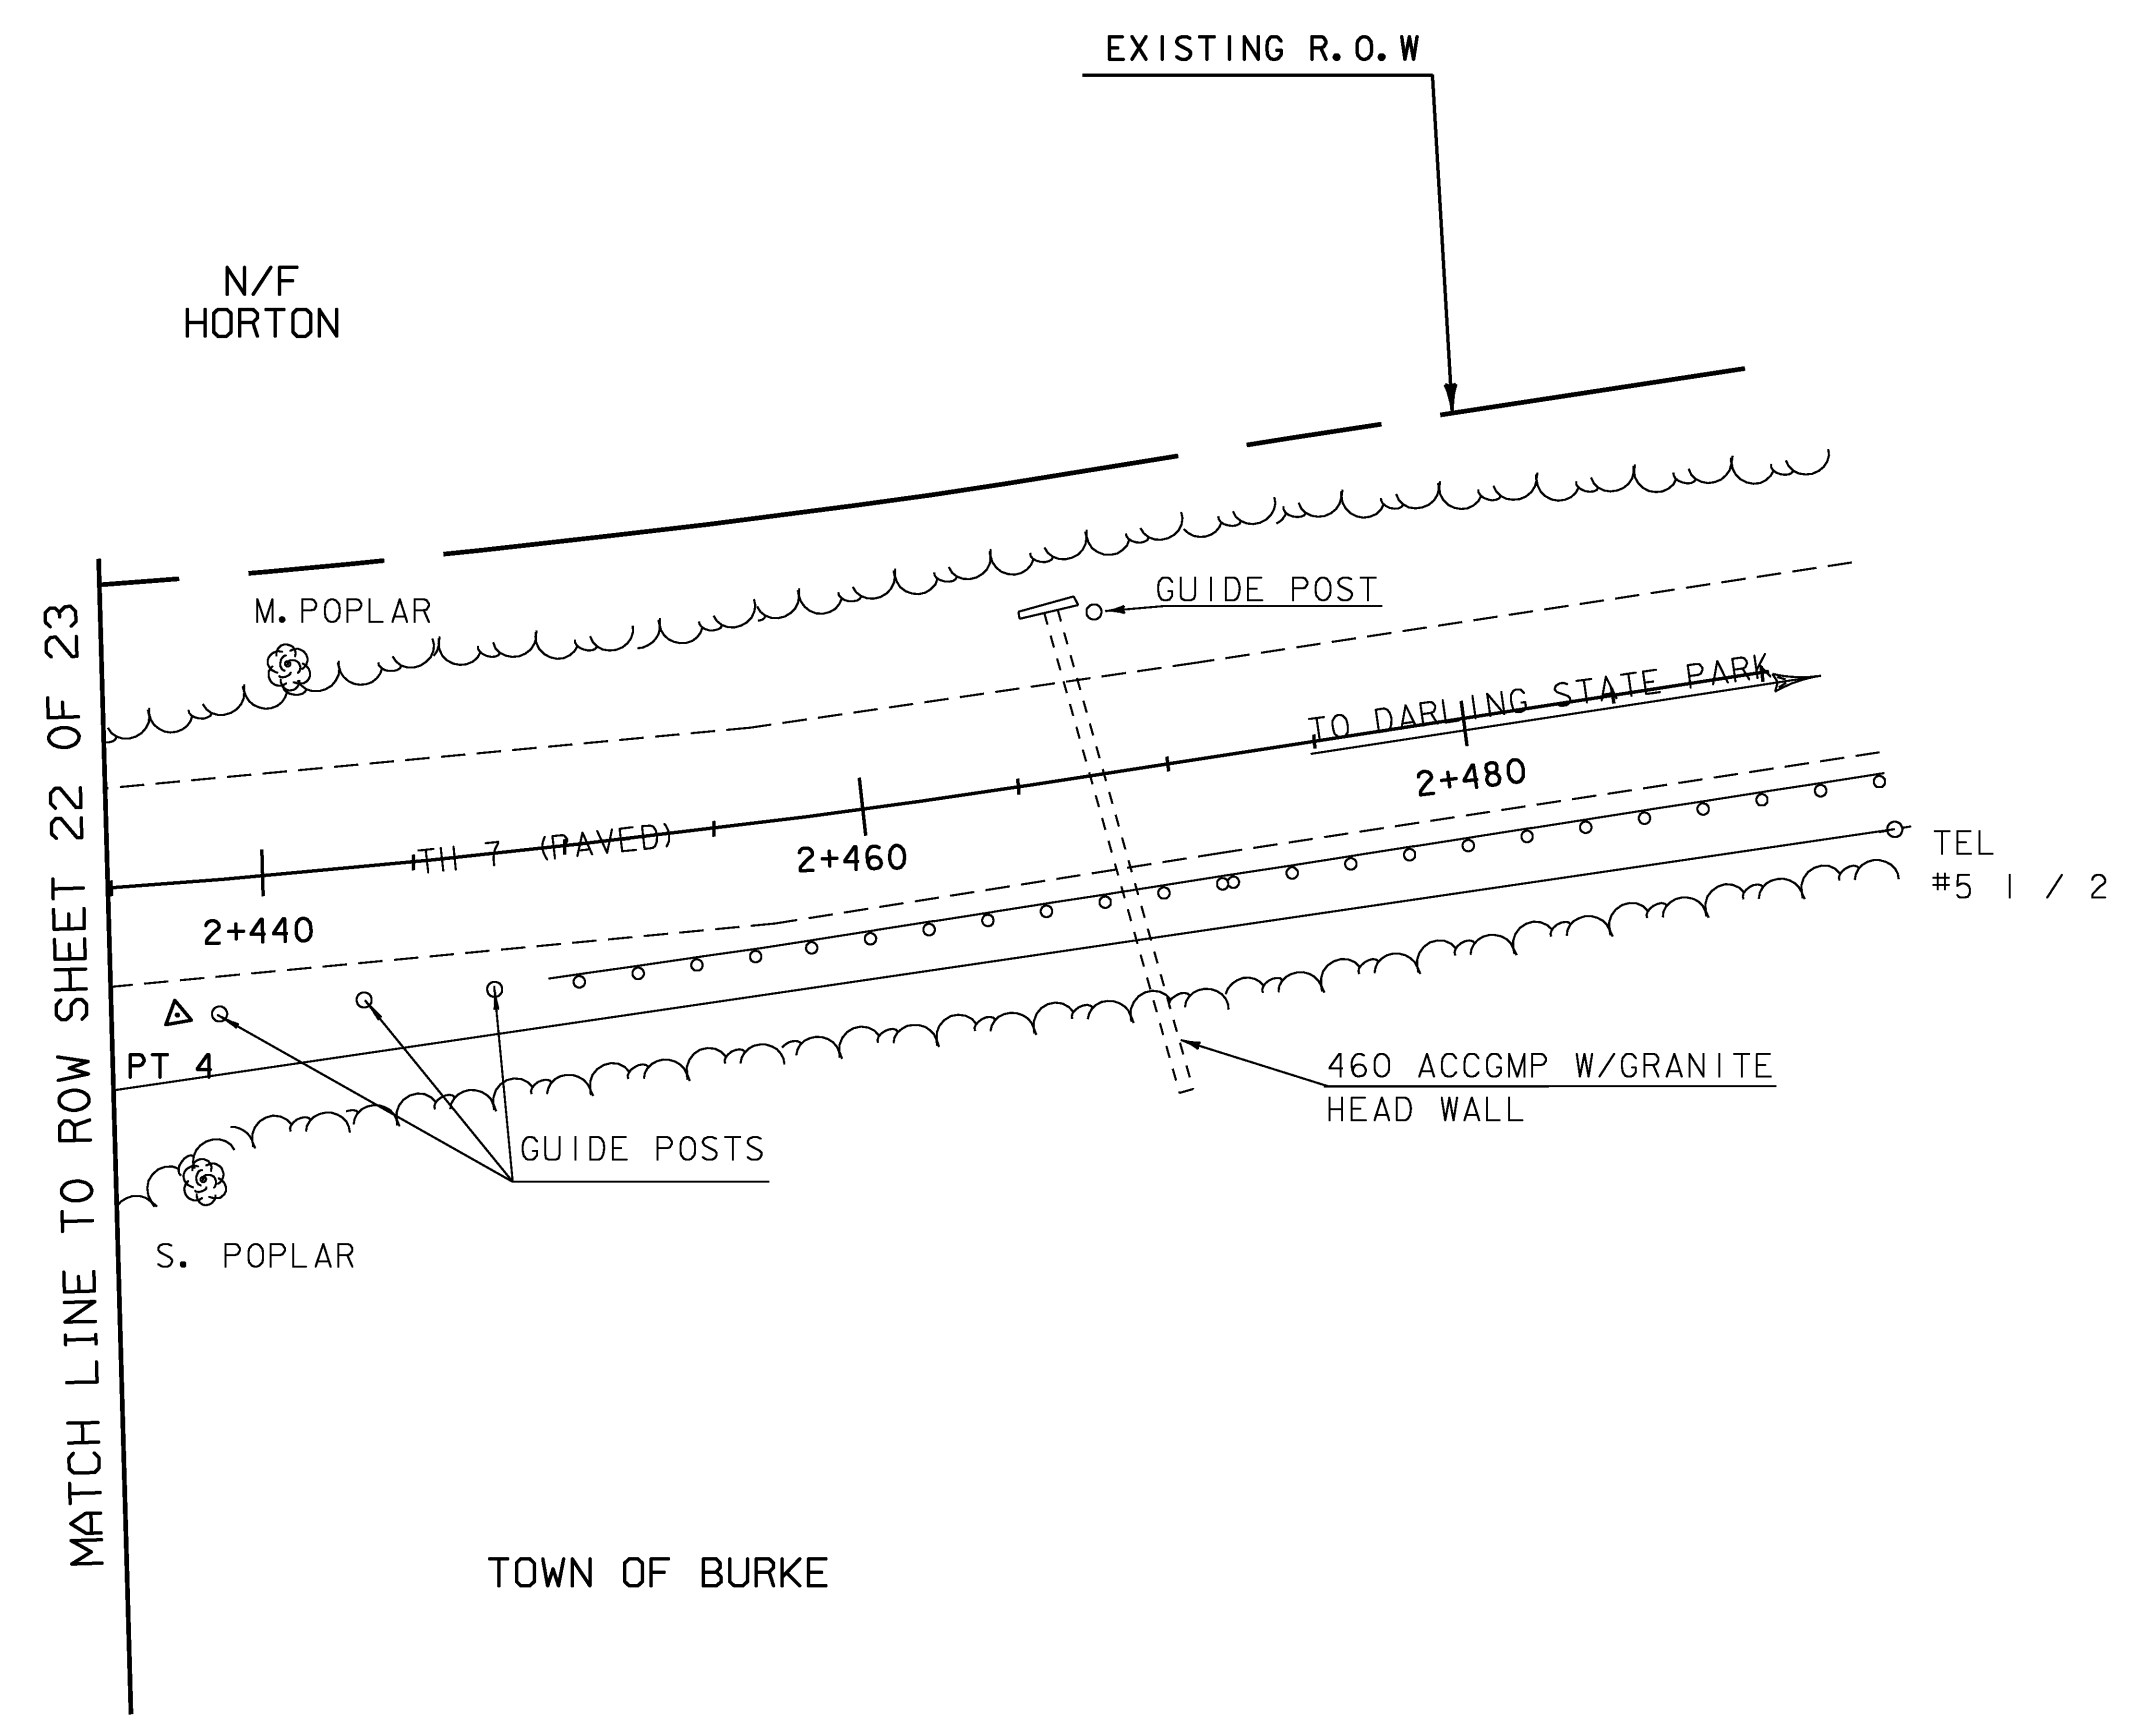 EXISTING R.O.W
N/F
HORTON
M. POPLAR
GUIDE POST
TO DARLIING STATE PARK
2+480
TH 7 (PAVED)
2+460
2+440
TEL
#5 1 / 2
PT 4
460 ACCGMP W/GRANITE
HEAD WALL
GUIDE POSTS
S. POPLAR
TOWN OF BURKE
MATCH LINE TO ROW SHEET 22 OF 23